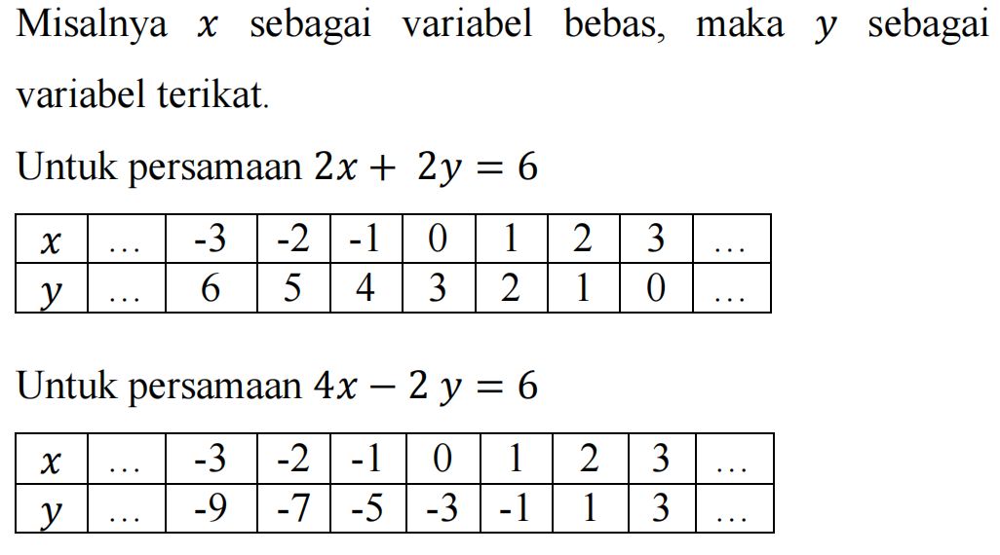 Misalnya x sebagai variabel bebas, maka y sebagai
variabel terikat.
Untuk persamaan 2x + 2y = 6
x ... -3 -2 -1 0 1 2 3 ...
y ... 6 5 4 3 2 1 0 ...
Untuk persamaan 4x − 2 y = 6
x ... -3 -2 -1 0 1 2 3 ...
y ... -9 -7 -5 -3 -1 1 3 ...